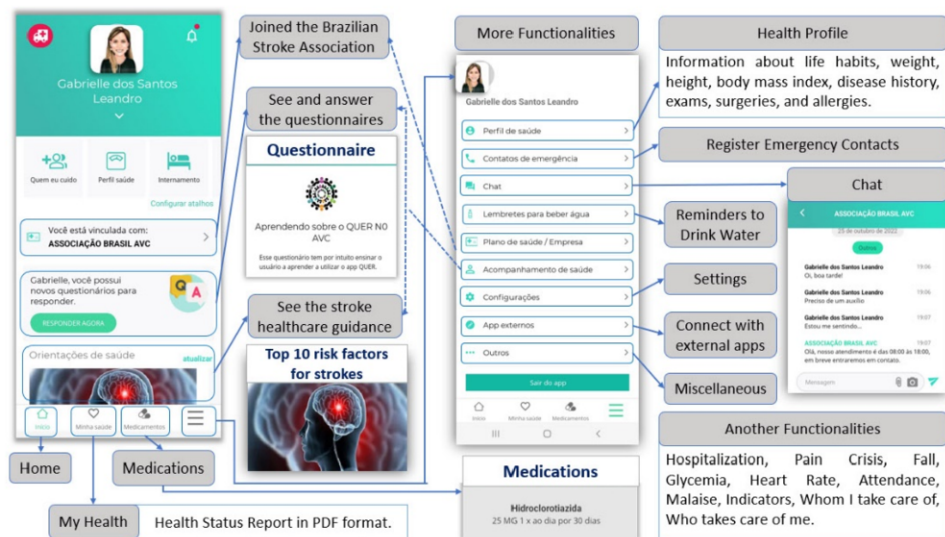 Gabrielle dos Santos
Leandro
Quem eu cuido
Perfil saúde
Internamento
Configurar atalhos
Você está vinculada com:
ASSOCIAÇÃO BRASIL AVC
Gabrielle, você possui
novos questionários para
responder.
Q
A
RESPONDER AGORA
Orientações de saúde
atualizar
Início
Minha saúde
Medicamentos
Home
Medications
My Health
Health Status Report in PDF format.
Joined the Brazilian
Stroke Association
See and answer
the questionnaires
Questionnaire
Aprendendo sobre o QUER N0
AVC
Esse questionário tem por intuito ensinar o
usuário a aprender a utilizar o app QUER.
See the stroke
healthcare guidance
Top 10 risk factors
for strokes
More Functionalities
Gabrielle dos Santos Leandro
Perfil de saúde
Contatos de emergência
Chat
Lembretes para beber água
Plano de saúde / Empresa
Acompanhamento de saúde
Configurações
App externos
Outros
Sair do app
Início
Minha saúde
Medicamentos
Medications
Hidroclorotiazida
25 MG 1 x ao dia por 30 dias
Health Profile
Information about life habits, weight,
height, body mass index, disease history,
exams, surgeries, and allergies.
Register Emergency Contacts
Chat
Reminders to
Drink Water
Settings
Connect with
external apps
Miscellaneous
ASSOCIAÇÃO BRASIL AVC
25 de outubro de 2022
Outros
Gabrielle dos Santos Leandro 19:06
Oi, boa tarde!
Gabrielle dos Santos Leandro 19:06
Preciso de um auxílio
Gabrielle dos Santos Leandro 19:07
Estou me sentindo...
ASSOCIAÇÃO BRASIL AVC 19:07
Olá, nosso atendimento é das 08:00 às 18:00,
em breve entraremos em contato.
Mensagem
Another Functionalities
Hospitalization, Pain Crisis, Fall,
Glycemia, Heart Rate, Attendance,
Malaise, Indicators, Whom I take care of,
Who takes care of me.